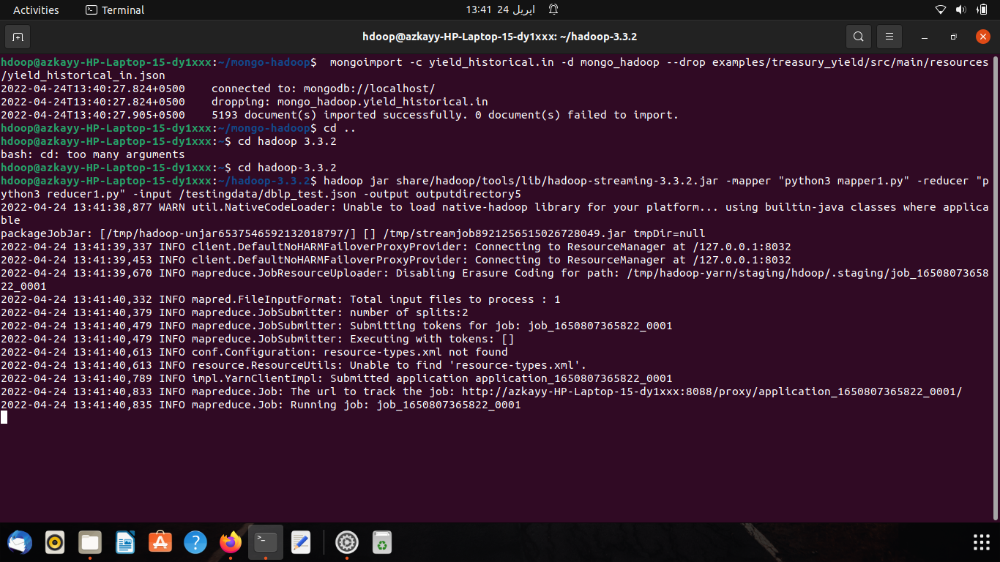 Activities
Terminal
13:41 24 اپریل
hdoop@azkayy-HP-Laptop-15-dy1xxx: ~/hadoop-3.3.2
hdoop@azkayy-HP-Laptop-15-dy1xxx:~/mongo-hadoop$  mongoimport -c yield_historical.in -d mongo_hadoop --drop examples/treasury_yield/src/main/resources
/yield_historical_in.json
2022-04-24T13:40:27.824+0500    connected to: mongodb://localhost/
2022-04-24T13:40:27.824+0500    dropping: mongo_hadoop.yield_historical.in
2022-04-24T13:40:27.905+0500    5193 document(s) imported successfully. 0 document(s) failed to import.
hdoop@azkayy-HP-Laptop-15-dy1xxx:~/mongo-hadoop$ cd ..
hdoop@azkayy-HP-Laptop-15-dy1xxx:~$ cd hadoop 3.3.2
bash: cd: too many arguments
hdoop@azkayy-HP-Laptop-15-dy1xxx:~$ cd hadoop-3.3.2
hdoop@azkayy-HP-Laptop-15-dy1xxx:~/hadoop-3.3.2$ hadoop jar share/hadoop/tools/lib/hadoop-streaming-3.3.2.jar -mapper "python3 mapper1.py" -reducer "p
ython3 reducer1.py" -input /testingdata/dblp_test.json -output outputdirectory5
2022-04-24 13:41:38,877 WARN util.NativeCodeLoader: Unable to load native-hadoop library for your platform... using builtin-java classes where applica
ble
packageJobJar: [/tmp/hadoop-unjar6537546592132018797/] [] /tmp/streamjob8921256515026728049.jar tmpDir=null
2022-04-24 13:41:39,337 INFO client.DefaultNoHARMFailoverProxyProvider: Connecting to ResourceManager at /127.0.0.1:8032
2022-04-24 13:41:39,453 INFO client.DefaultNoHARMFailoverProxyProvider: Connecting to ResourceManager at /127.0.0.1:8032
2022-04-24 13:41:39,670 INFO mapreduce.JobResourceUploader: Disabling Erasure Coding for path: /tmp/hadoop-yarn/staging/hdoop/.staging/job_16508073658
22_0001
2022-04-24 13:41:40,332 INFO mapred.FileInputFormat: Total input files to process : 1
2022-04-24 13:41:40,379 INFO mapreduce.JobSubmitter: number of splits:2
2022-04-24 13:41:40,479 INFO mapreduce.JobSubmitter: Submitting tokens for job: job_1650807365822_0001
2022-04-24 13:41:40,479 INFO mapreduce.JobSubmitter: Executing with tokens: []
2022-04-24 13:41:40,613 INFO conf.Configuration: resource-types.xml not found
2022-04-24 13:41:40,613 INFO resource.ResourceUtils: Unable to find 'resource-types.xml'.
2022-04-24 13:41:40,789 INFO impl.YarnClientImpl: Submitted application application_1650807365822_0001
2022-04-24 13:41:40,833 INFO mapreduce.Job: The url to track the job: http://azkayy-HP-Laptop-15-dy1xxx:8088/proxy/application_1650807365822_0001/
2022-04-24 13:41:40,835 INFO mapreduce.Job: Running job: job_1650807365822_0001